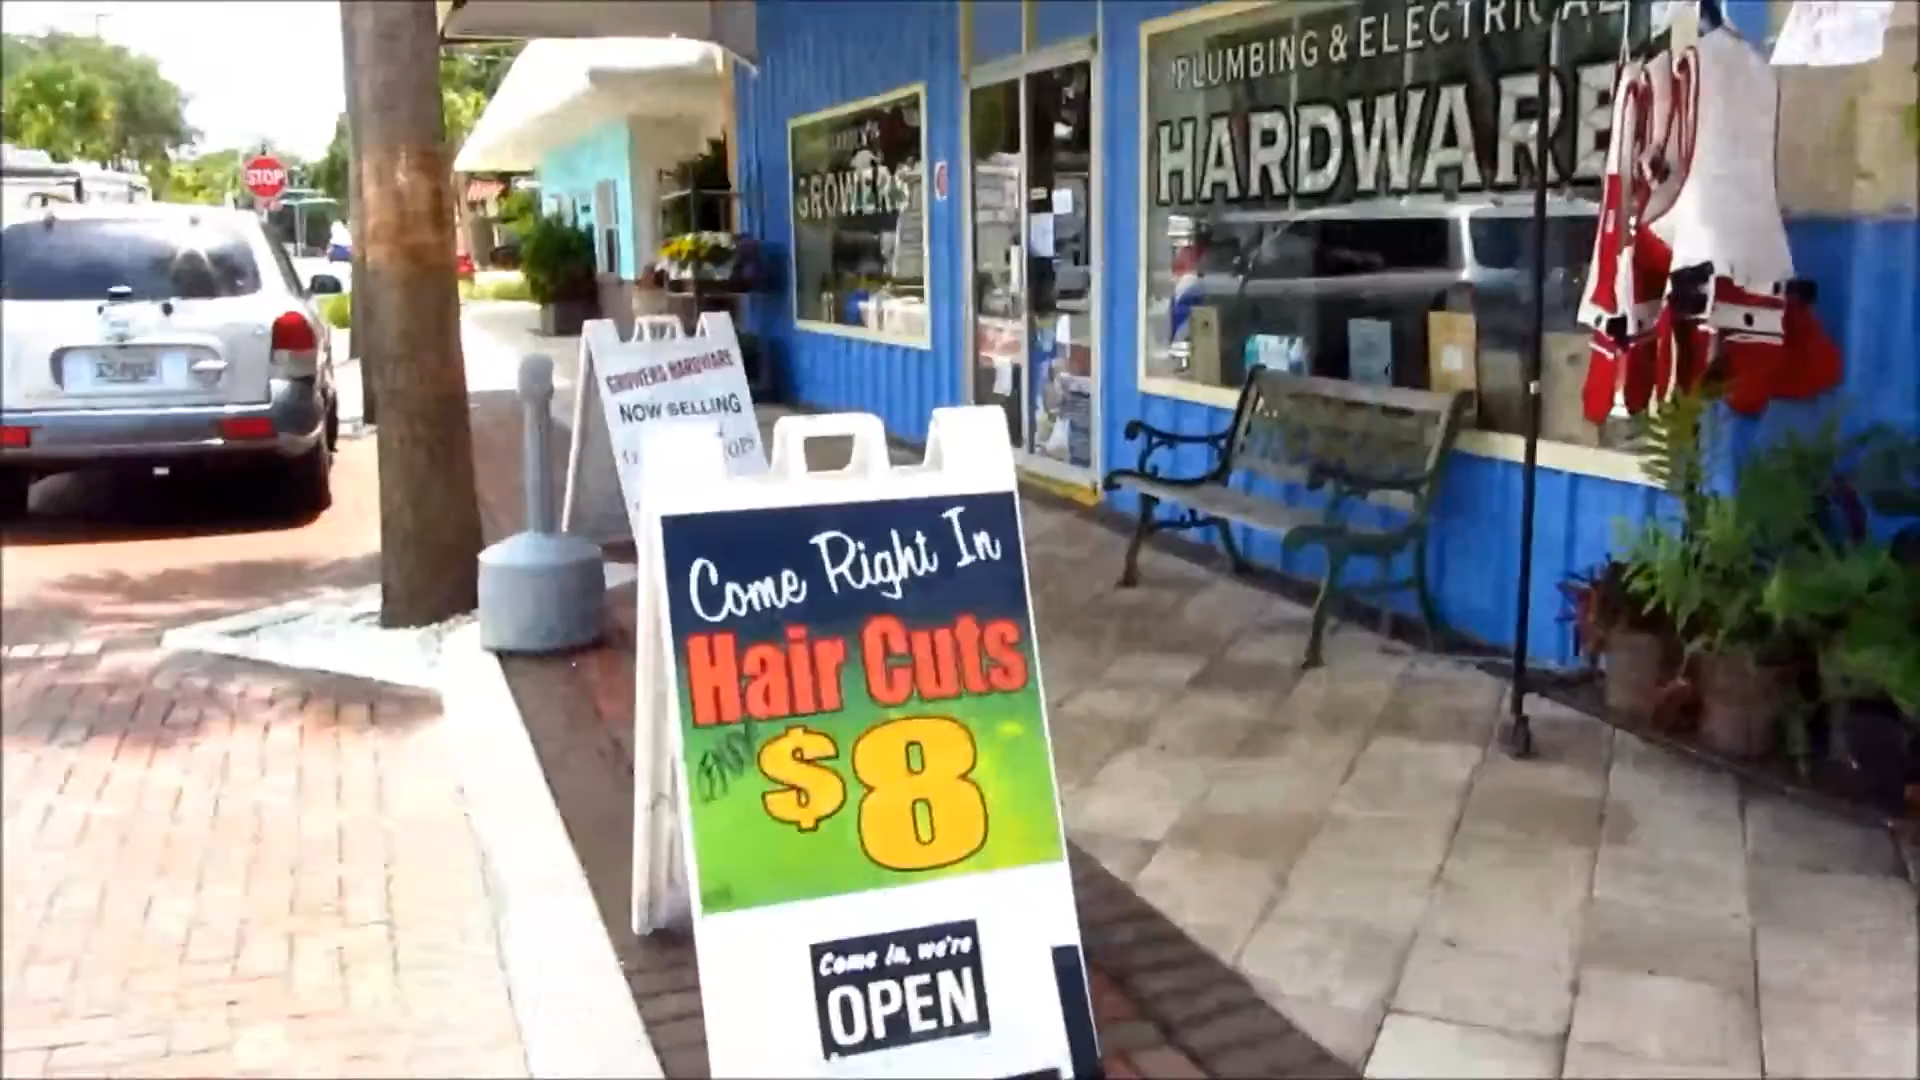 PLUMBING & ELECTRICAL
HARDWARE
GROWERS
STOP
GROWERS HARDWARE
NOW SELLING
Come Right In
Hair Cuts
$8
Come in, we're
OPEN